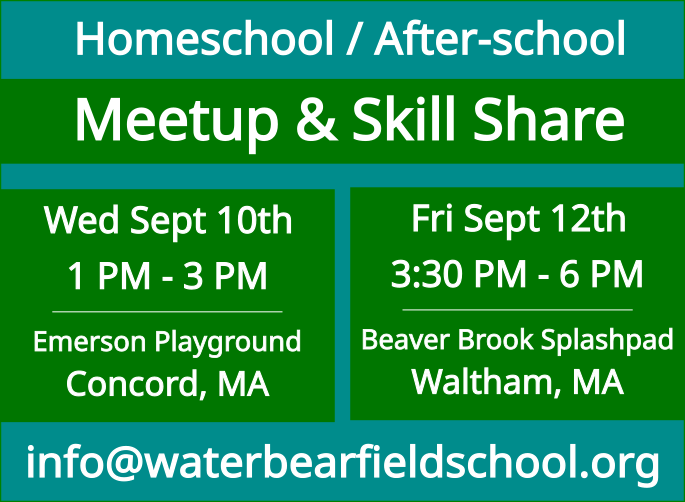 Homeschool / After-school
Meetup & Skill Share
Wed Sept 10th
1 PM - 3 PM
Emerson Playground
Concord, MA
Fri Sept 12th
3:30 PM - 6 PM
Beaver Brook Splashpad
Waltham, MA
info@waterbearfieldschool.org